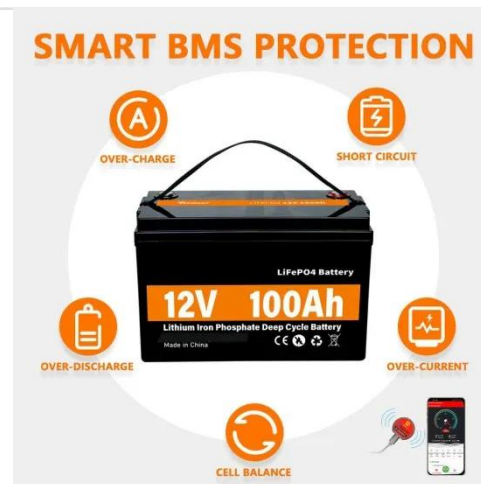 SMART BMS PROTECTION
OVER-CHARGE
SHORT CIRCUIT
LiFePO4 Battery
12V 100Ah
Lithium Iron Phosphate Deep Cycle Battery
Made in China
CE
OVER-DISCHARGE
OVER-CURRENT
CELL BALANCE